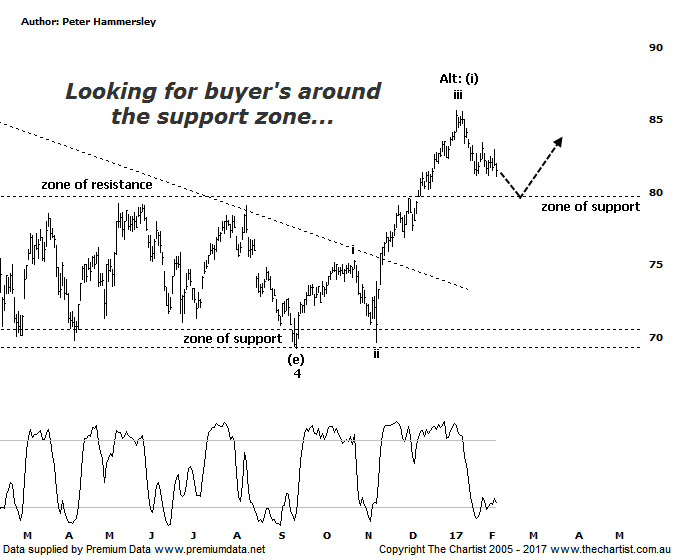 Author: Peter Hammersley
90
Alt: (i)
iii
Looking for buyer's around
the support zone...
85
zone of resistance
80
zone of support
i
75
zone of support
70
(e)
ii
4
M A M J J A S O N D 17 F M A M
Data supplied by Premium Data www.premiumdata.net
Copyright The Chartist 2005 - 2017 www.thechartist.com.au